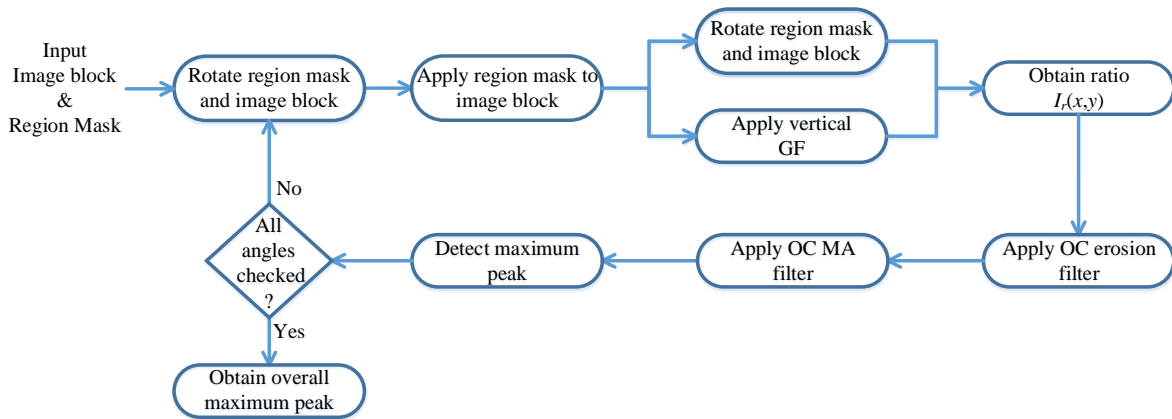 Input
Image block
&
Region Mask
Rotate region mask
and image block
Apply region mask to
image block
Rotate region mask
and image block
Apply vertical
GF
Obtain ratio
I_r(x,y)
Apply OC erosion
filter
Apply OC MA
filter
Detect maximum
peak
All
angles
checked
?
No
Yes
Obtain overall
maximum peak